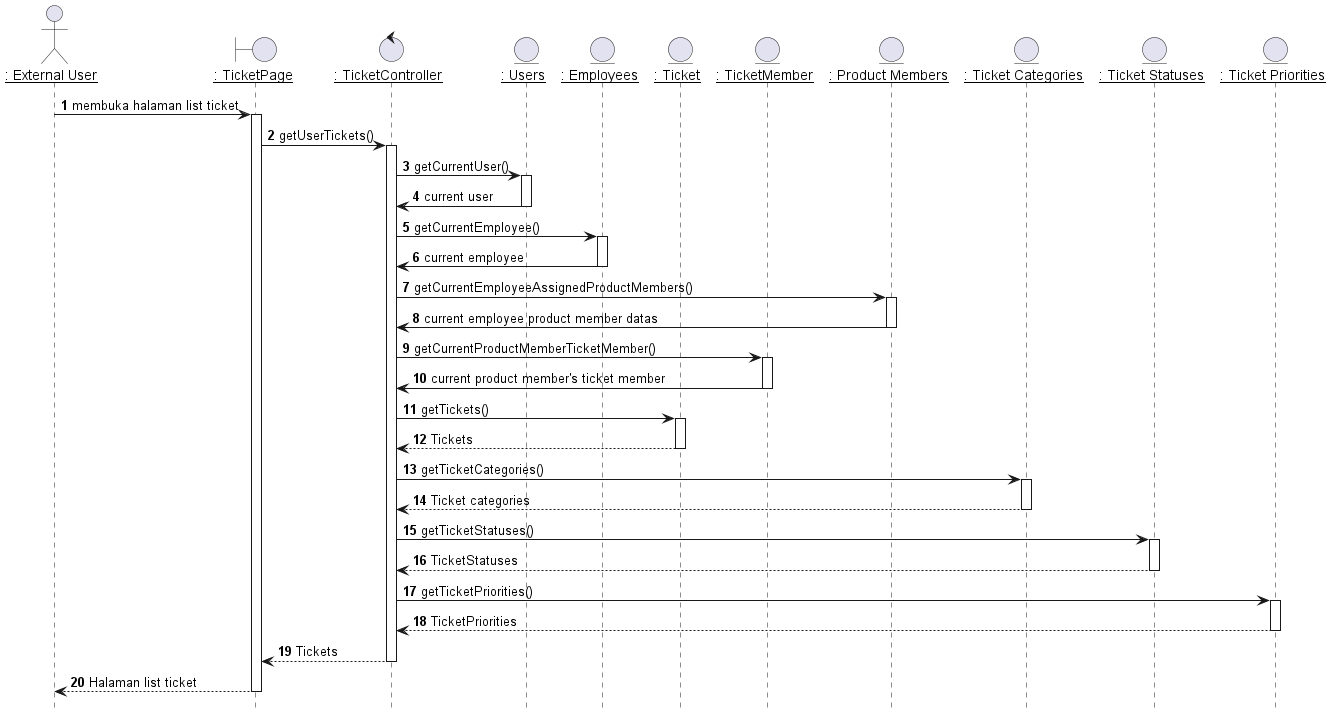 : External User
: TicketPage
: TicketController
: Users
: Employees
: Ticket
: TicketMember
: Product Members
: Ticket Categories
: Ticket Statuses
: Ticket Priorities
1 membuka halaman list ticket
2 getUserTickets()
3 getCurrentUser()
4 current user
5 getCurrentEmployee()
6 current employee
7 getCurrentEmployeeAssignedProductMembers()
8 current employee product member datas
9 getCurrentProductMemberTicketMember()
10 current product member's ticket member
11 getTickets()
12 Tickets
13 getTicketCategories()
14 Ticket categories
15 getTicketStatuses()
16 TicketStatuses
17 getTicketPriorities()
18 TicketPriorities
19 Tickets
20 Halaman list ticket